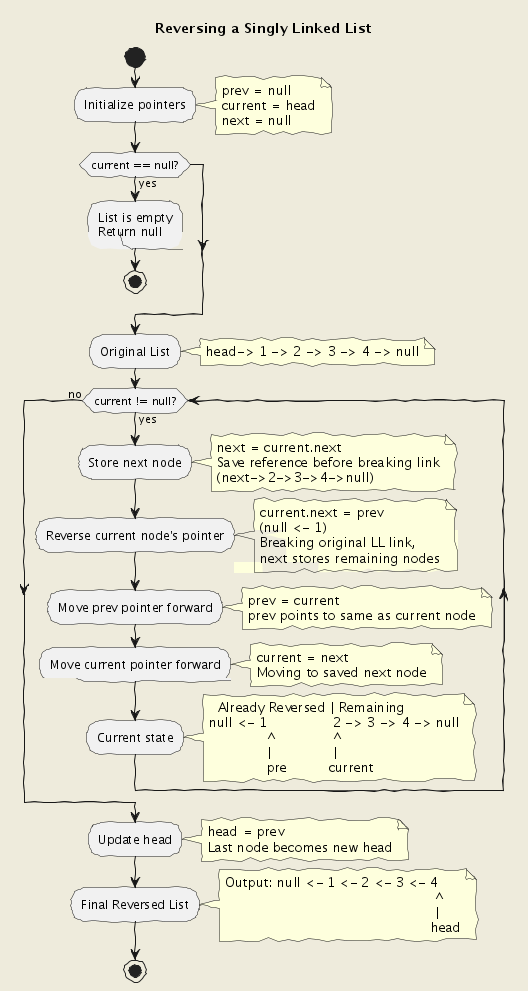 Reversing a Singly Linked List
Initialize pointers
prev = null
current = head
next = null
current == null?
yes
List is empty
Return null
Original List
head-> 1 -> 2 -> 3 -> 4 -> null
no
current != null?
yes
Store next node
next = current.next
Save reference before breaking link
(next->2->3->4->null)
Reverse current node's pointer
current.next = prev
(null <- 1)
Breaking original LL link,
next stores remaining nodes
Move prev pointer forward
prev = current
prev points to same as current node
Move current pointer forward
current = next
Moving to saved next node
Current state
Already Reversed | Remaining
null <- 1 2 -> 3 -> 4 -> null
^ ^
| |
pre current
Update head
head = prev
Last node becomes new head
Final Reversed List
Output: null <- 1 <- 2 <- 3 <- 4
^
|
head